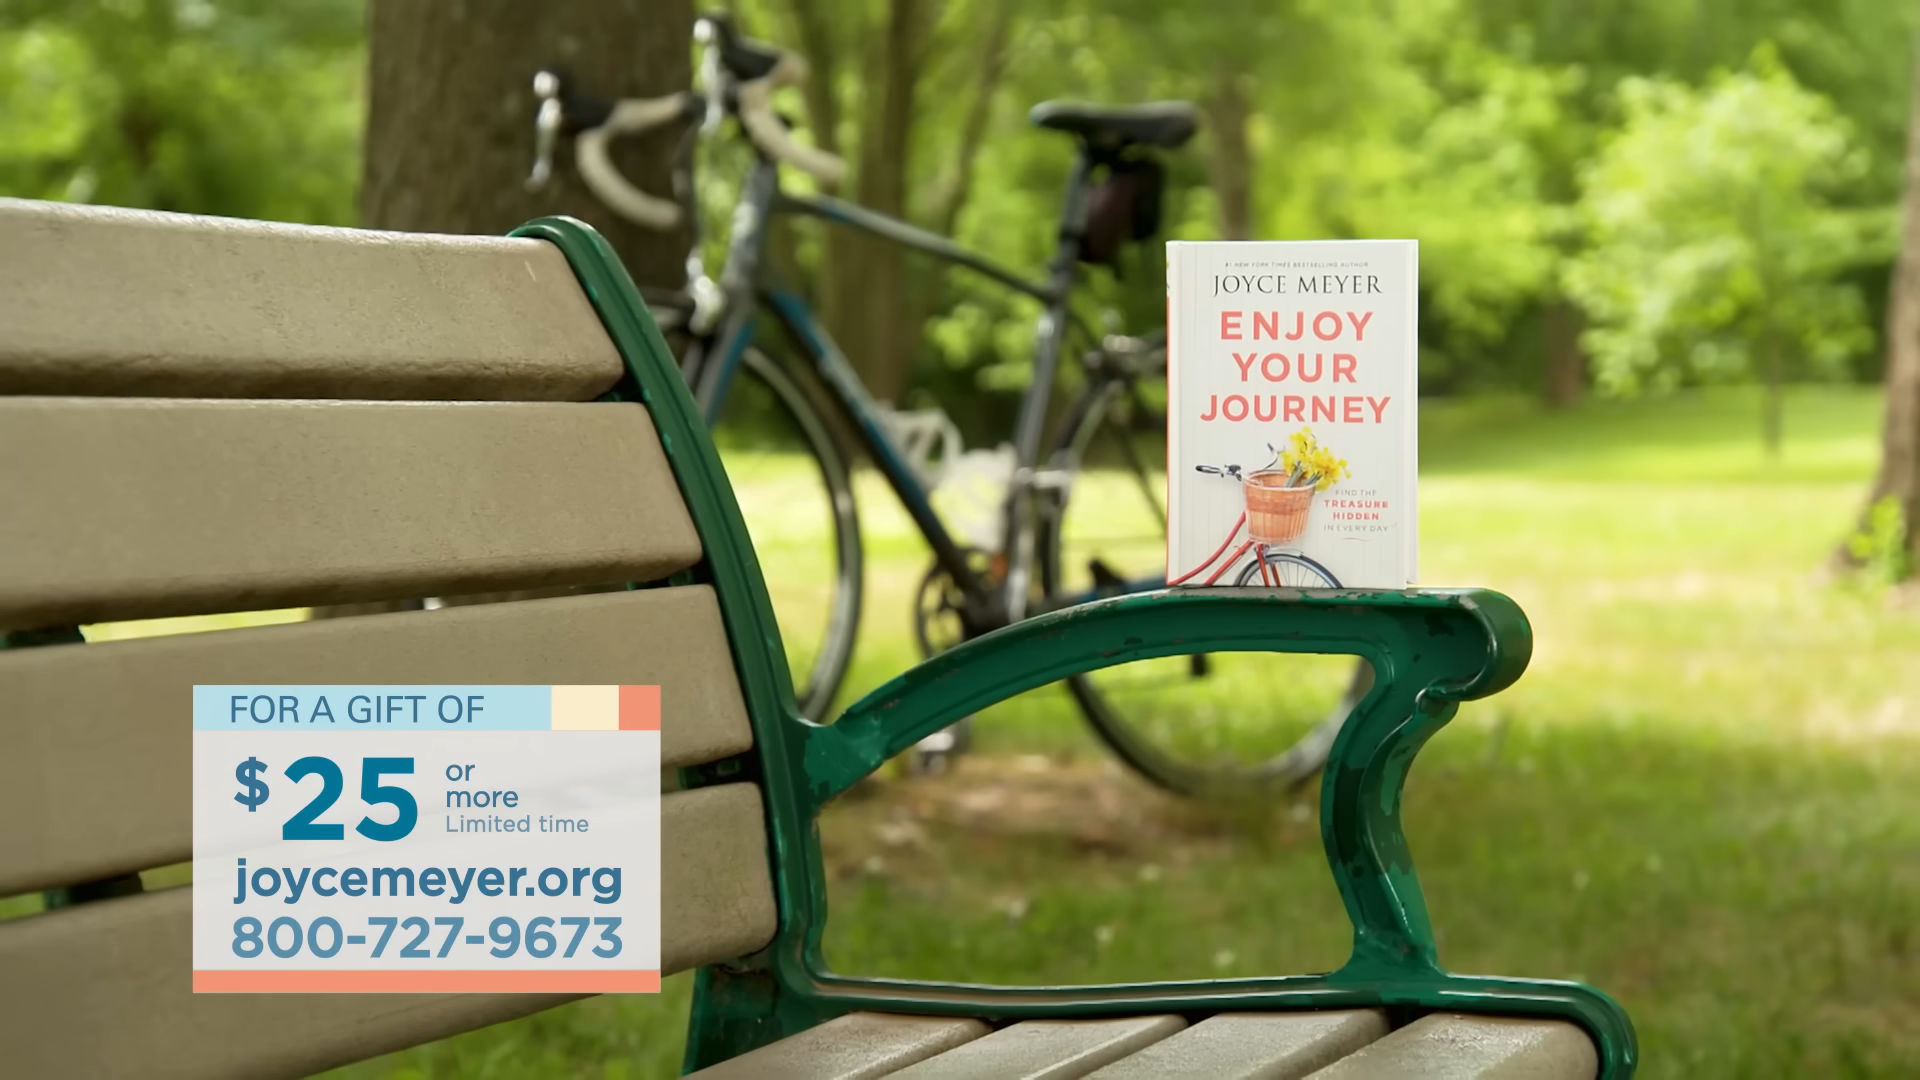 #1 NEW YORK TIMES BESTSELLING AUTHOR
JOYCE MEYER
ENJOY
YOUR
JOURNEY
FIND THE
TREASURE
HIDDEN
IN EVERY DAY
FOR A GIFT OF
$25 or
more
Limited time
joycemeyer.org
800-727-9673